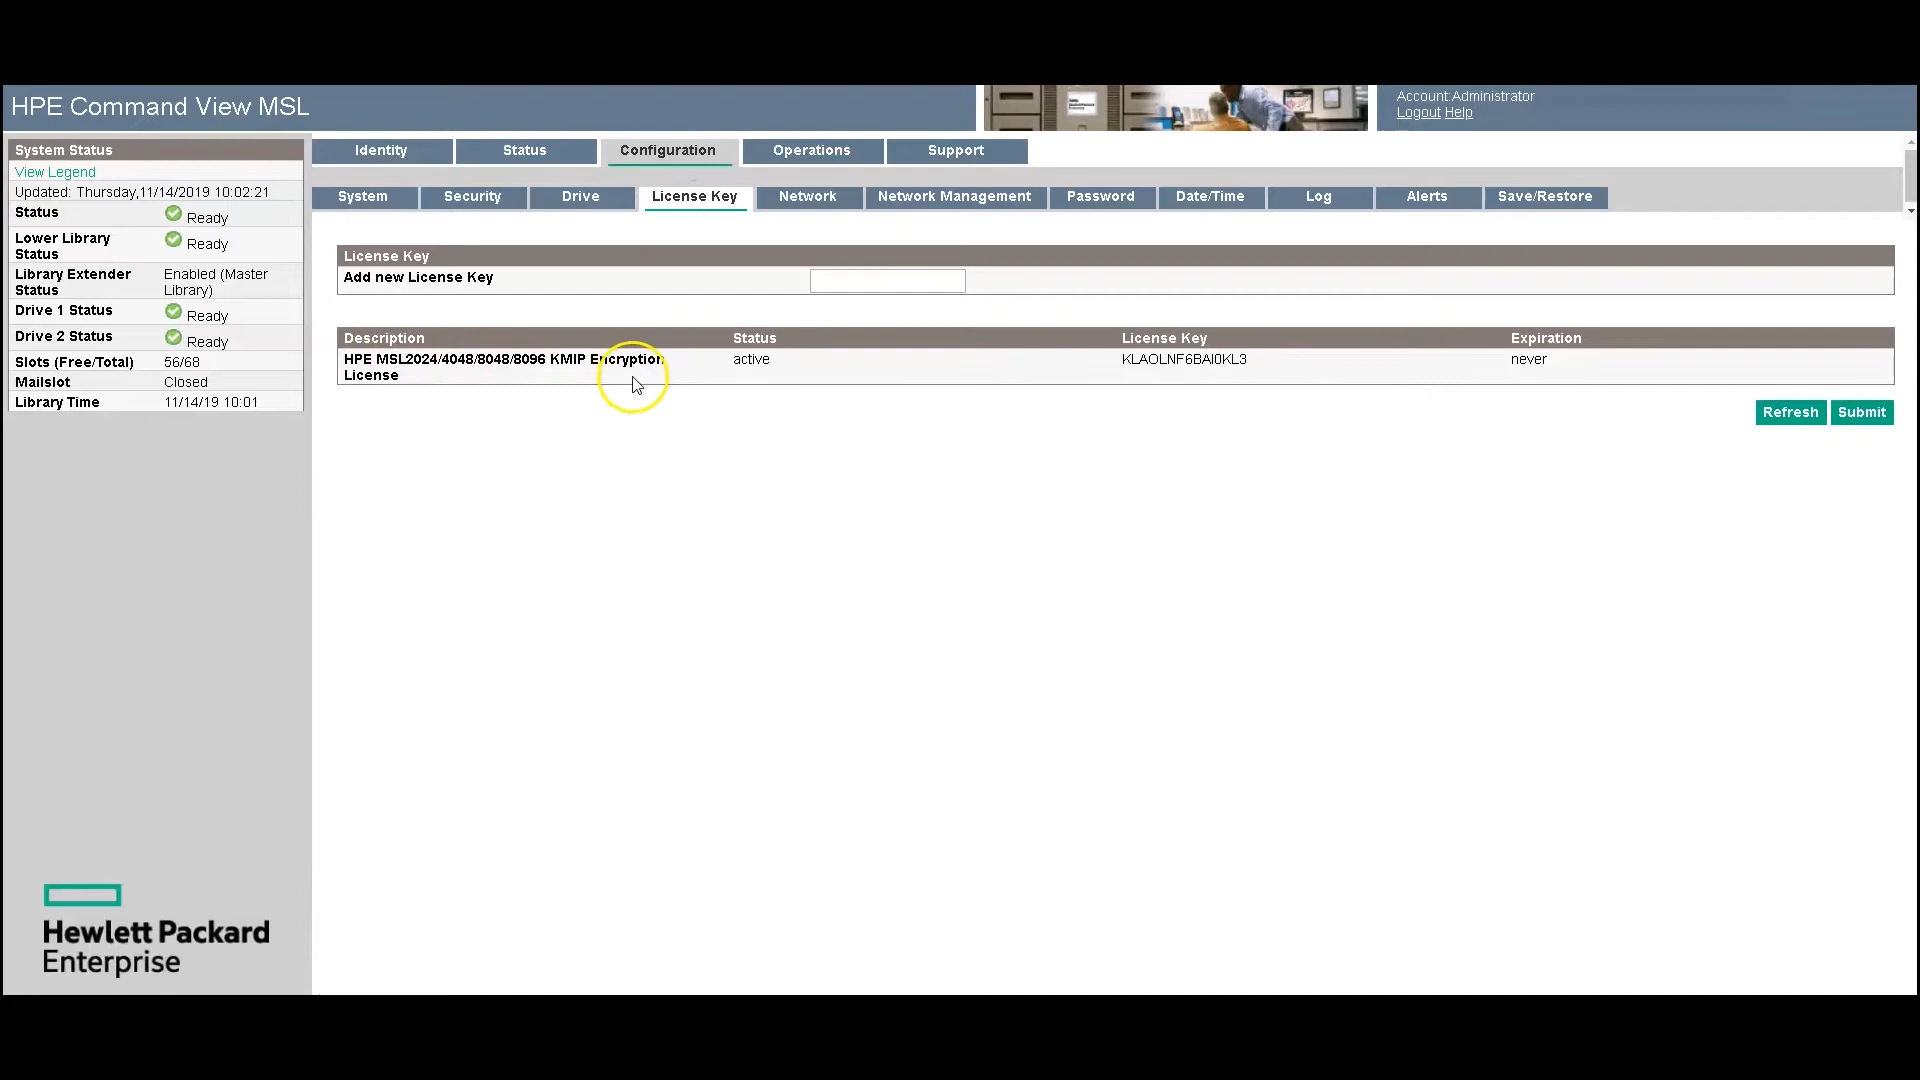 HPE Command View MSL
Account:Administrator
Logout Help
System Status
View Legend
Updated: Thursday,11/14/2019 10:02:21
Status Ready
Lower Library Status Ready
Library Extender Status Enabled (Master Library)
Drive 1 Status Ready
Drive 2 Status Ready
Slots (Free/Total) 56/68
Mailslot Closed
Library Time 11/14/19 10:01
Identity Status Configuration Operations Support
System Security Drive License Key Network Network Management Password Date/Time Log Alerts Save/Restore
License Key
Add new License Key
Description Status License Key Expiration
HPE MSL2024/4048/8048/8096 KMIP Encryption License active KLAOLNF6BAI0KL3 never
Refresh Submit
Hewlett Packard
Enterprise